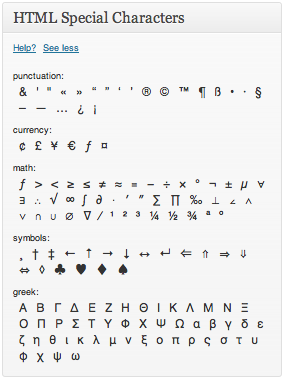 HTML Special Characters
Help? See less
punctuation:
& ' " « » “ ” ‘ ’ ® © ™ ¶ ß • · §
– — … ¿ ¡
currency:
¢ £ ¥ € ƒ ¤
math:
ƒ > < ≥ ≤ ≠ ≈ ≡ − ÷ × ° ¬ ± µ ∀
∃ ∴ √ ∞ ∫ ∂ ⋅ ′ ″ ∑ ∏ ‰ ⊥ ∠ ∧
∨ ∩ ∪ ∅ ∇ ⁄ ¹ ² ³ ¼ ½ ¾ ª º
symbols:
¸ † ‡ ← ↑ → ↓ ↔ ↵ ⇐ ⇑ ⇒ ⇓
⇔ ◊ ♣ ♥ ♦ ♠
greek:
Α Β Γ Δ Ε Ζ Η Θ Ι Κ Λ Μ Ν Ξ
Ο Π Ρ Σ Τ Υ Φ Χ Ψ Ω α β γ δ ε
ζ η θ ι κ λ μ ν ξ ο π ρ ς σ τ υ
φ χ ψ ω